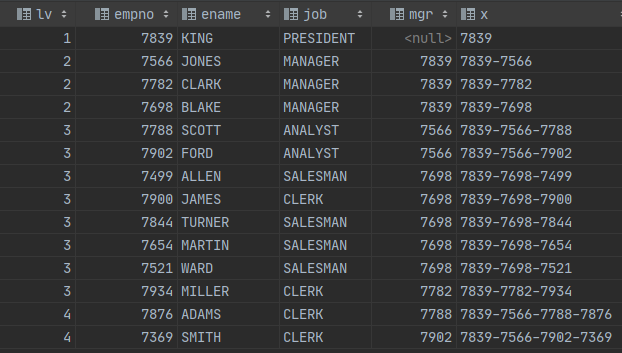 lv empno ename job mgr x
1 7839 KING PRESIDENT <null> 7839
2 7566 JONES MANAGER 7839 7839-7566
2 7782 CLARK MANAGER 7839 7839-7782
2 7698 BLAKE MANAGER 7839 7839-7698
3 7788 SCOTT ANALYST 7566 7839-7566-7788
3 7902 FORD ANALYST 7566 7839-7566-7902
3 7499 ALLEN SALESMAN 7698 7839-7698-7499
3 7900 JAMES CLERK 7698 7839-7698-7900
3 7844 TURNER SALESMAN 7698 7839-7698-7844
3 7654 MARTIN SALESMAN 7698 7839-7698-7654
3 7521 WARD SALESMAN 7698 7839-7698-7521
3 7934 MILLER CLERK 7782 7839-7782-7934
4 7876 ADAMS CLERK 7788 7839-7566-7788-7876
4 7369 SMITH CLERK 7902 7839-7566-7902-7369